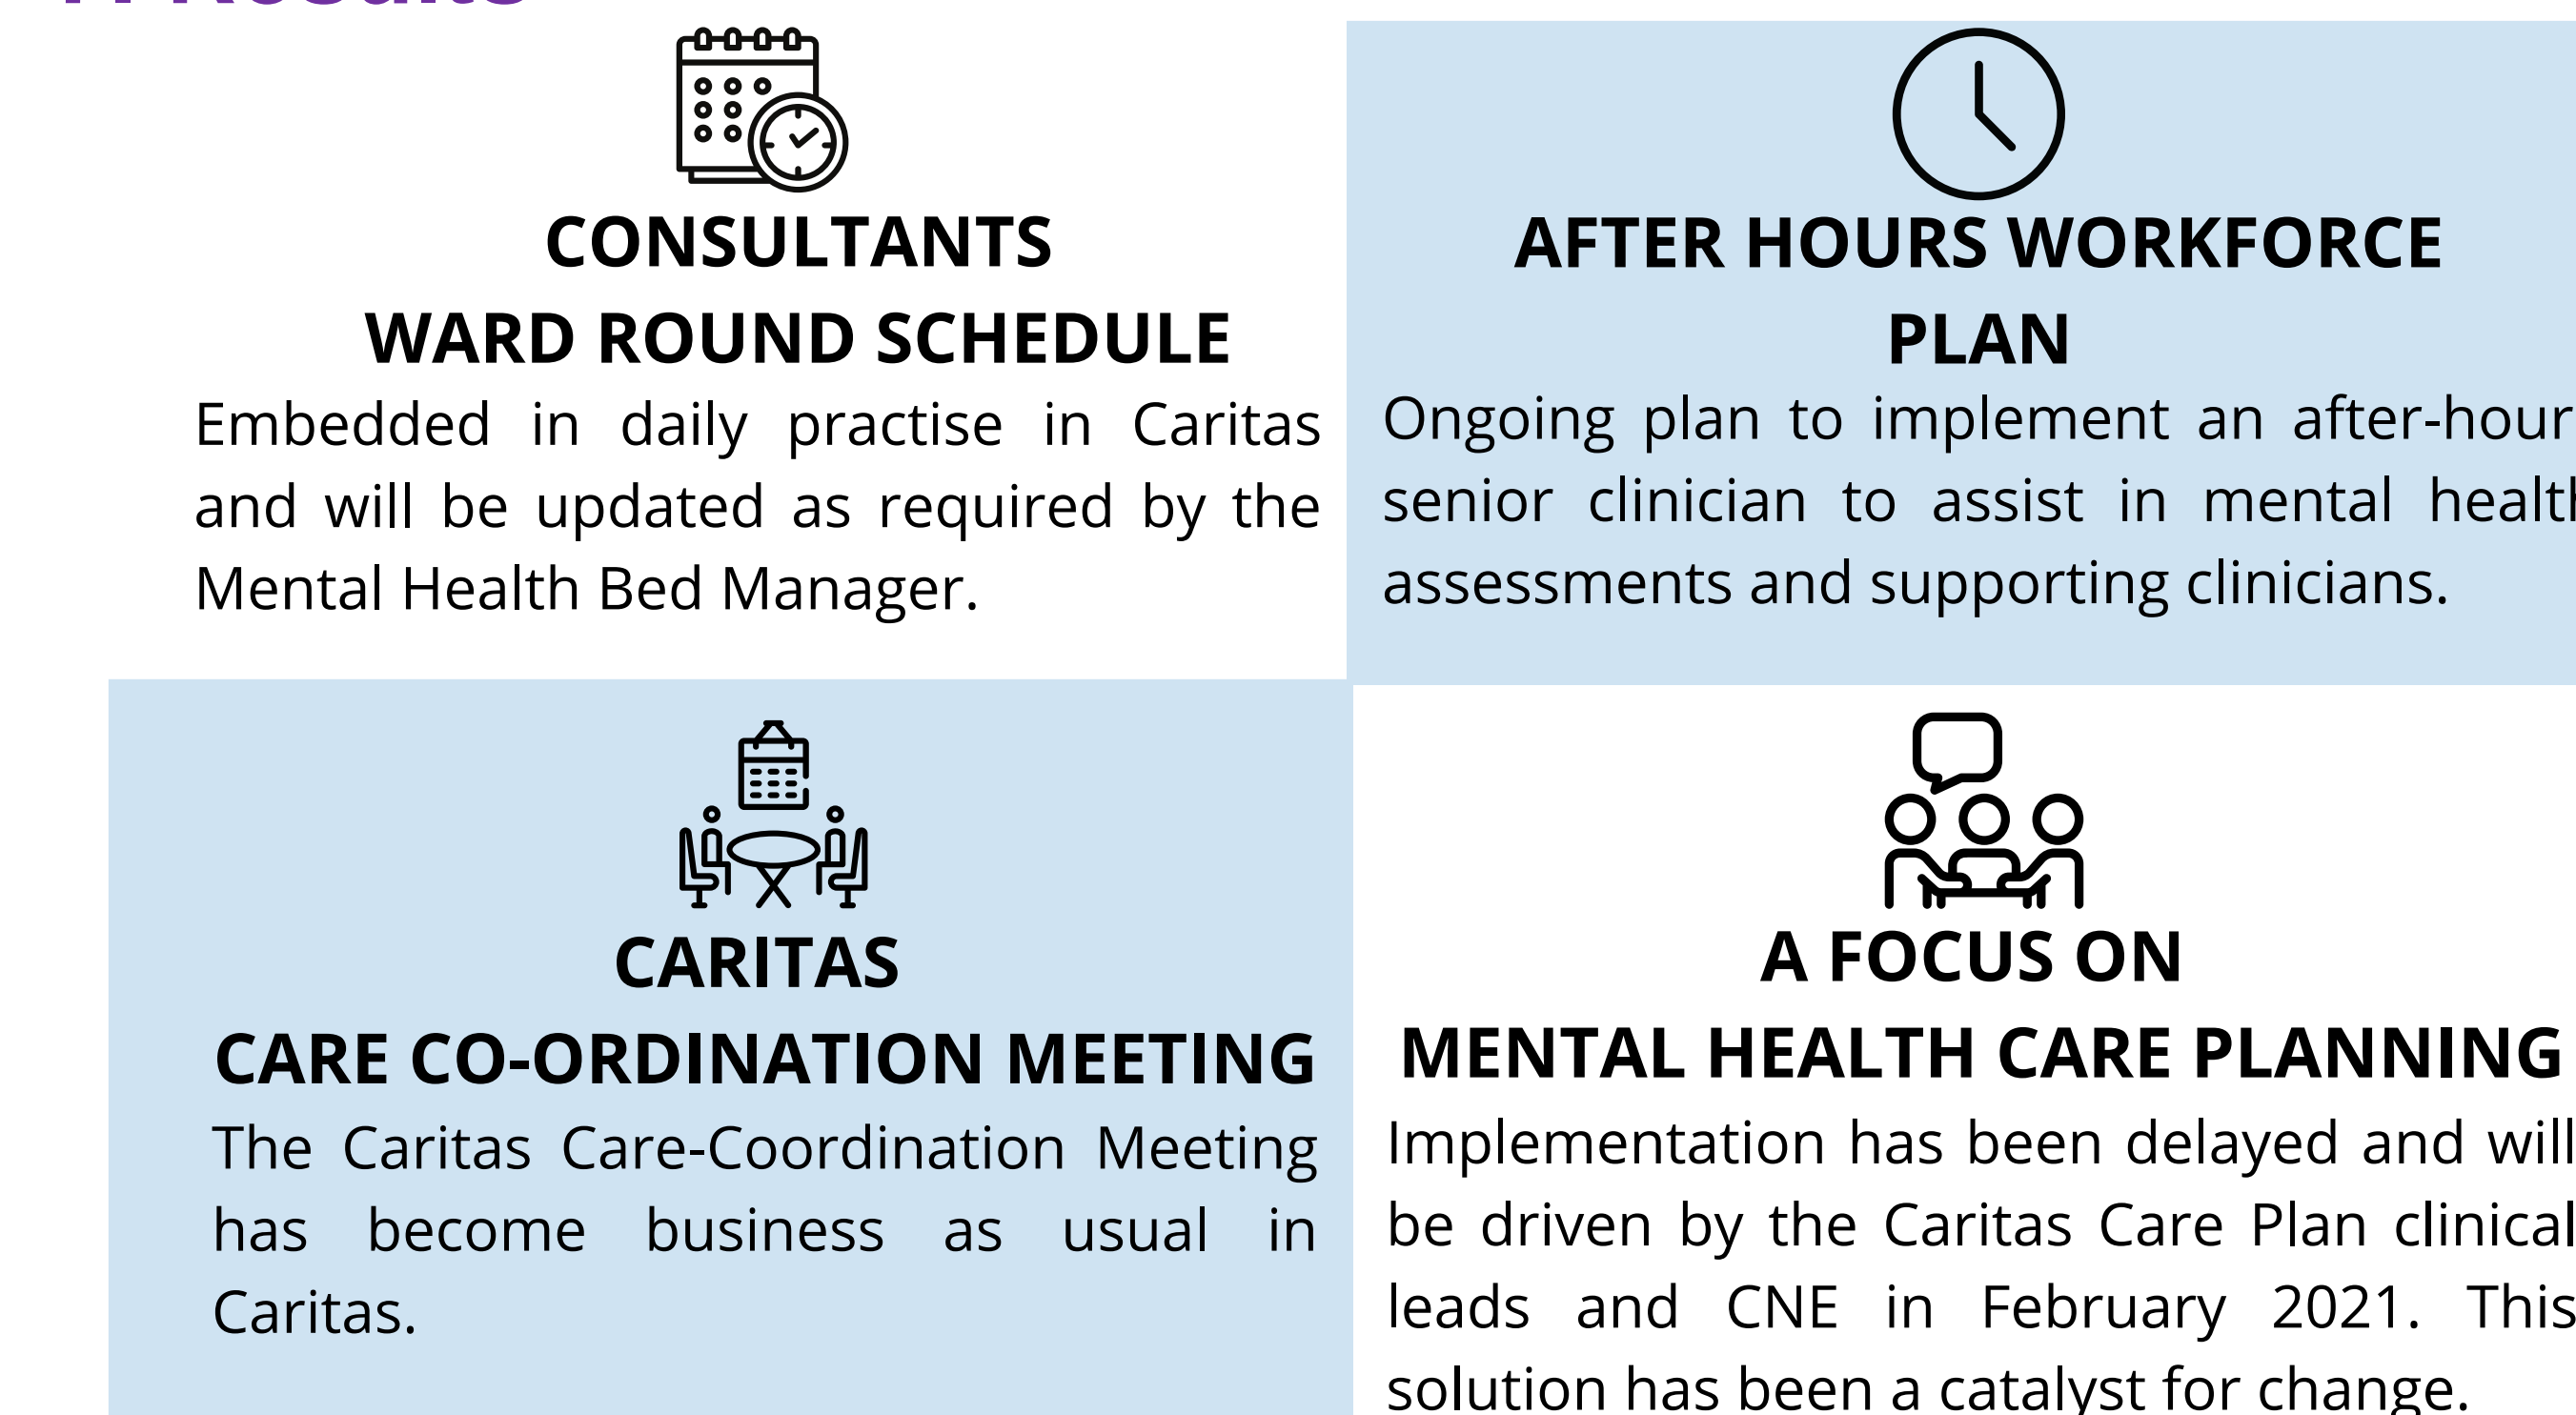 Results
CONSULTANTS
WARD ROUND SCHEDULE
Embedded in daily practise in Caritas
and will be updated as required by the
Mental Health Bed Manager.
AFTER HOURS WORKFORCE
PLAN
Ongoing plan to implement an after-hour
senior clinician to assist in mental health
assessments and supporting clinicians.
CARITAS
CARE CO-ORDINATION MEETING
The Caritas Care-Coordination Meeting
has become business as usual in
Caritas.
A FOCUS ON
MENTAL HEALTH CARE PLANNING
Implementation has been delayed and will
be driven by the Caritas Care Plan clinical
leads and CNE in February 2021. This
solution has been a catalyst for change.